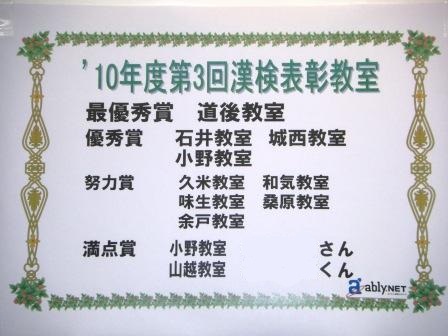 '10年度第3回漢検表彰教室
最優秀賞 道後教室
優秀賞 石井教室 城西教室
小野教室
努力賞 久米教室 和気教室
味生教室 桑原教室
余戸教室
満点賞 小野教室 さん
山越教室 くん
ablyNET